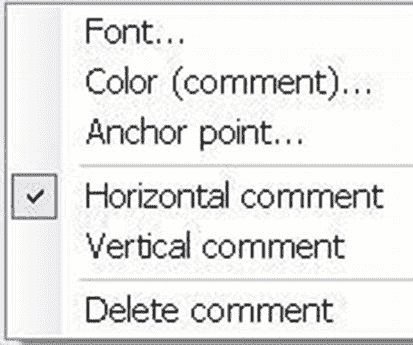 Font...
Color (comment)...
Anchor point...
Horizontal comment
Vertical comment
Delete comment